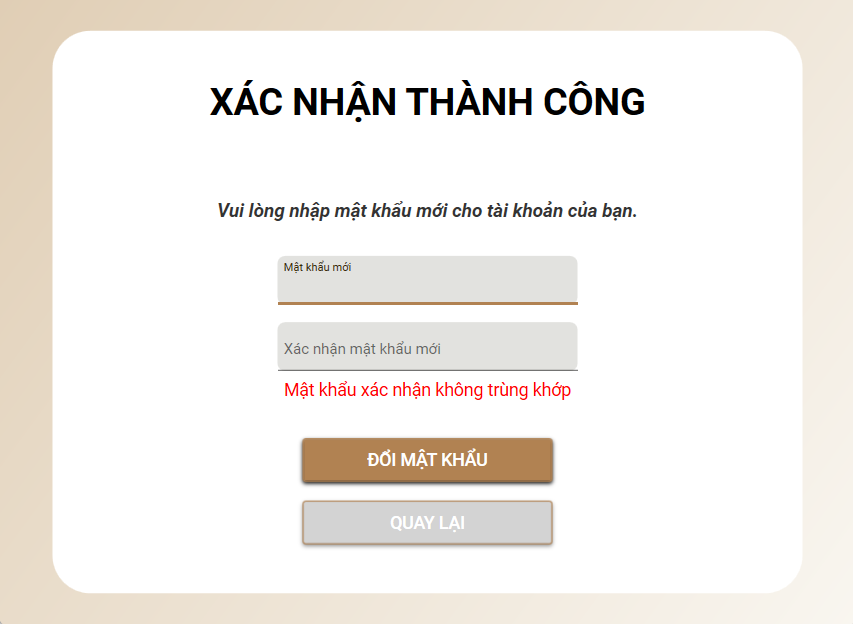 XÁC NHẬN THÀNH CÔNG
Vui lòng nhập mật khẩu mới cho tài khoản của bạn.
Mật khẩu mới
Xác nhận mật khẩu mới
Mật khẩu xác nhận không trùng khớp
ĐỔI MẬT KHẨU
QUAY LẠI